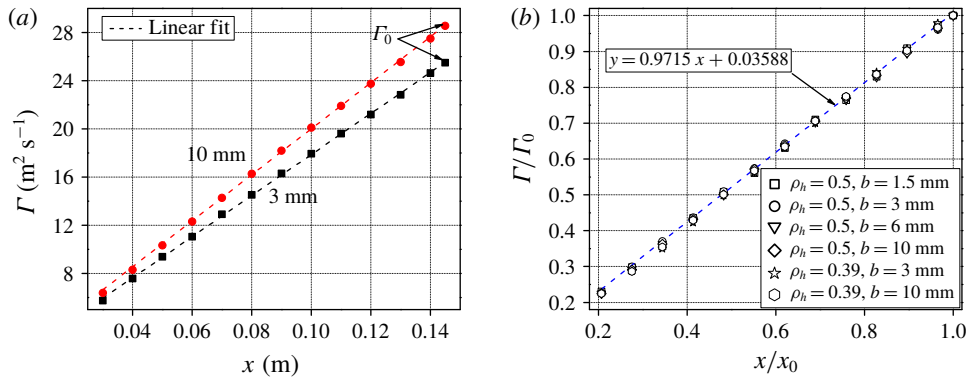 (a)
Linear fit
Γ0
10 mm
3 mm
28
24
20
16
12
8
Γ (m² s⁻¹)
0.04 0.06 0.08 0.10 0.12 0.14
x (m)
(b)
y = 0.9715 x + 0.03588
1.0
0.9
0.8
0.7
0.6
0.5
0.4
0.3
0.2
Γ/Γ0
ρh = 0.5, b = 1.5 mm
ρh = 0.5, b = 3 mm
ρh = 0.5, b = 6 mm
ρh = 0.5, b = 10 mm
ρh = 0.39, b = 3 mm
ρh = 0.39, b = 10 mm
0.2 0.4 0.6 0.8 1.0
x/x0